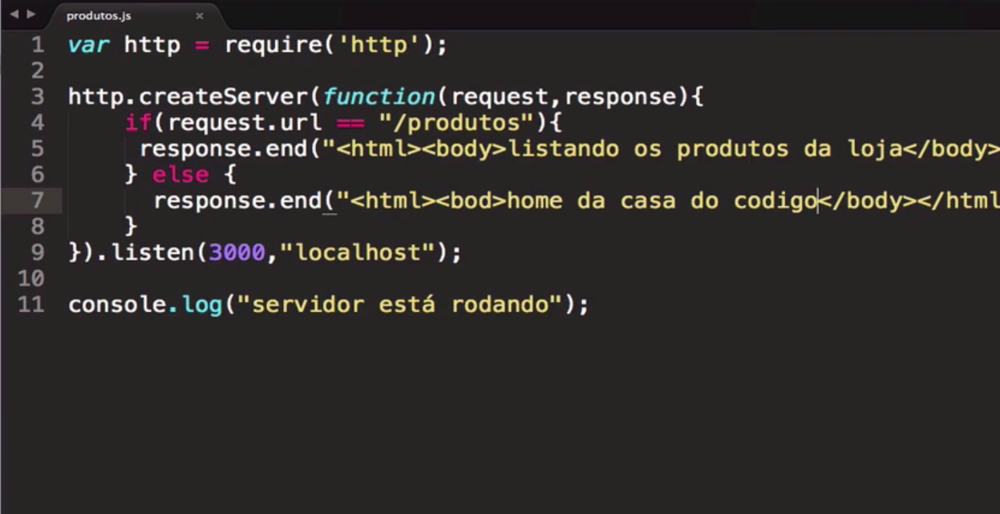 produtos.js
1 var http = require('http');
2
3 http.createServer(function(request,response){
4 if(request.url == "/produtos"){
5 response.end("<html><body>listando os produtos da loja</body>
6 } else {
7 response.end("<html><bod>home da casa do codigo</body></html
8 }
9 }).listen(3000,"localhost");
10
11 console.log("servidor está rodando");